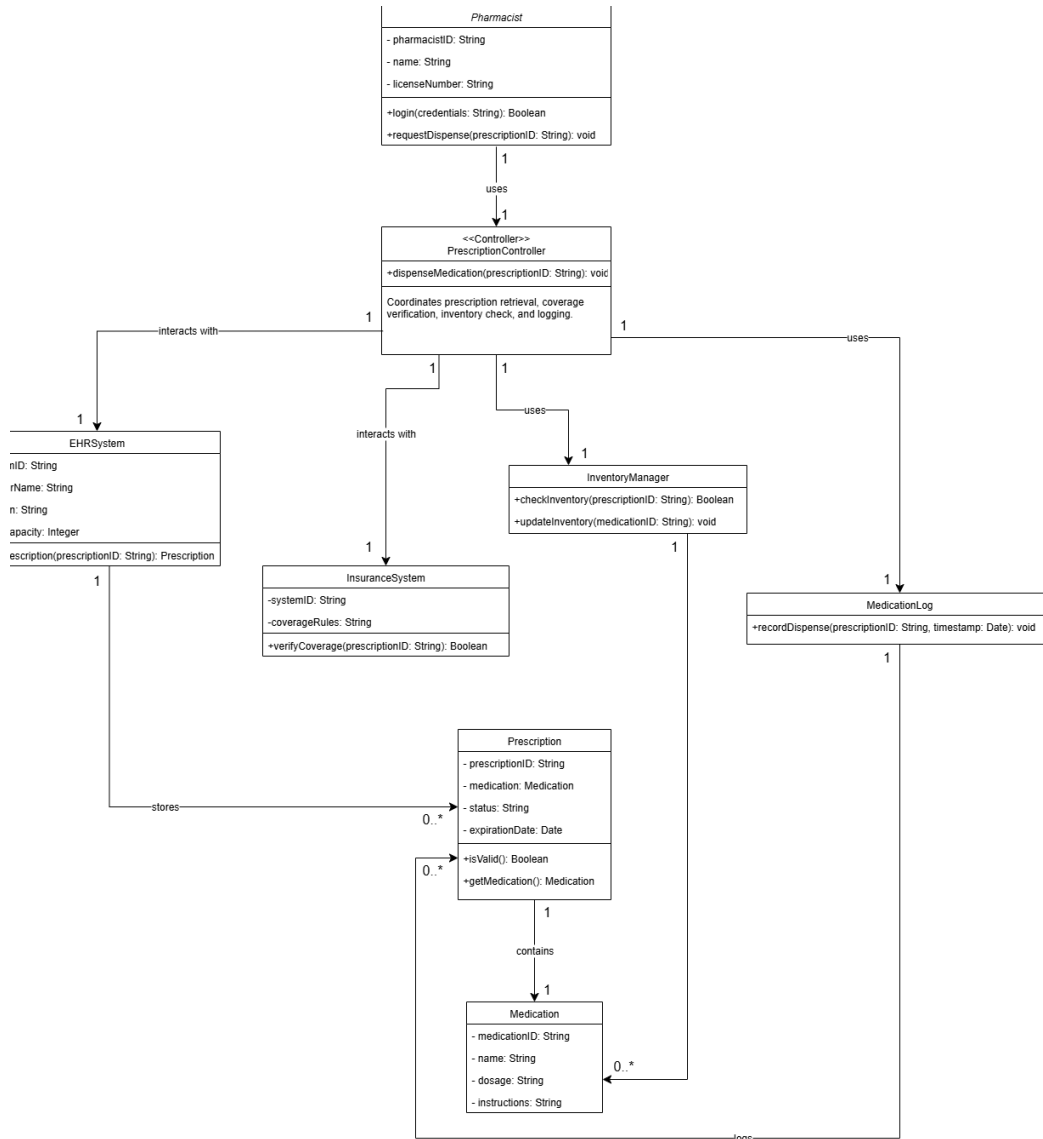 Pharmacist
- pharmacistID: String
- name: String
- licenseNumber: String
+login(credentials: String): Boolean
+requestDispense(prescriptionID: String): void
1
uses
1
<<Controller>>
PrescriptionController
+dispenseMedication(prescriptionID: String): void
Coordinates prescription retrieval, coverage
verification, inventory check, and logging.
1
interacts with
1
1
interacts with
1
1
uses
1
1
uses
1
EHRSystem
: String
: String
: String
: Integer
(prescriptionID: String): Prescription
1
InventoryManager
+checkInventory(prescriptionID: String): Boolean
+updateInventory(medicationID: String): void
1
InsuranceSystem
-systemID: String
-coverageRules: String
+verifyCoverage(prescriptionID: String): Boolean
MedicationLog
+recordDispense(prescriptionID: String, timestamp: Date): void
1
stores
0..*
Prescription
- prescriptionID: String
- medication: Medication
- status: String
- expirationDate: Date
+isValid(): Boolean
+getMedication(): Medication
0..*
1
contains
1
Medication
- medicationID: String
- name: String
- dosage: String
- instructions: String
0..*
logs